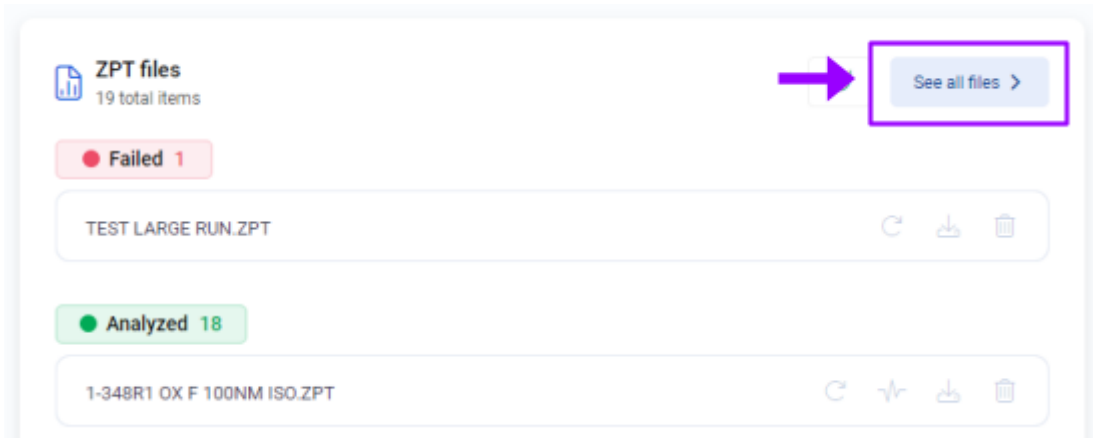 ZPT files
19 total items
See all files
Failed 1
TEST LARGE RUN.ZPT
Analyzed 18
1-348R1 OX F 100NM ISO.ZPT